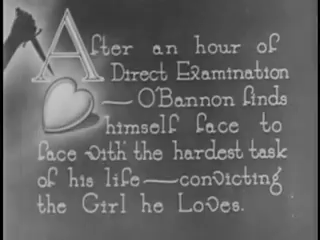 After an hour of
Direct Examination
— O'Bannon finds
himself face to
face with the hardest task
of his life — convicting
the Girl he Loves.